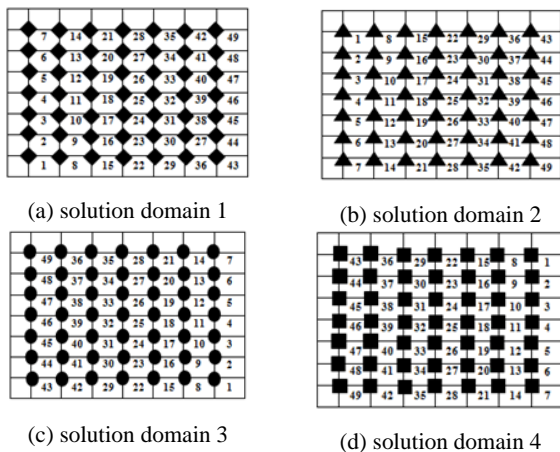 7 14 21 28 35 42 49
6 13 20 27 34 41 48
5 12 19 26 33 40 47
4 11 18 25 32 39 46
3 10 17 24 31 38 45
2 9 16 23 30 27 44
1 8 15 22 29 36 43
(a) solution domain 1
1 8 15 22 29 36 43
2 9 16 23 30 37 44
3 10 17 24 31 38 45
4 11 18 25 32 39 46
5 12 19 26 33 40 47
6 13 20 27 34 41 48
7 14 21 28 35 42 49
(b) solution domain 2
49 36 35 28 21 14 7
48 37 34 27 20 13 6
47 38 33 26 19 12 5
46 39 32 25 18 11 4
45 40 31 24 17 10 3
44 41 30 23 16 9 2
43 42 29 22 15 8 1
(c) solution domain 3
43 36 29 22 15 8 1
44 37 30 23 16 9 2
45 38 31 24 17 10 3
46 39 32 25 18 11 4
47 40 33 26 19 12 5
48 41 34 27 20 13 6
49 42 35 28 21 14 7
(d) solution domain 4